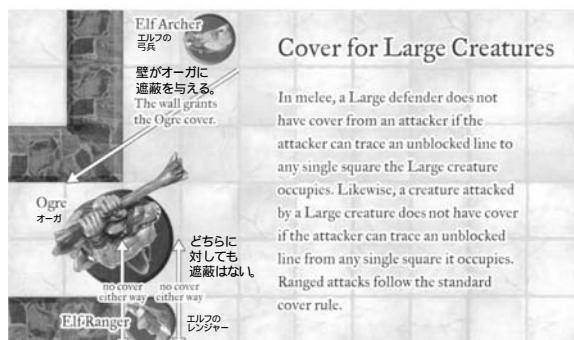 Elf Archer
エルフの
弓兵
壁がオーガに
遮蔽を与える。
The wall grants
the Ogre cover.
Ogre
オーガ
どちらに
対しても
遮蔽はない。
no cover
either way
no cover
either way
Elf Ranger
エルフの
レンジャー
Cover for Large Creatures
In melee, a Large defender does not
have cover from an attacker if the
attacker can trace an unblocked line to
any single square the Large creature
occupies. Likewise, a creature attacked
by a Large creature does not have cover
if the attacker can trace an unblocked
line from any single square it occupies.
Ranged attacks follow the standard
cover rule.